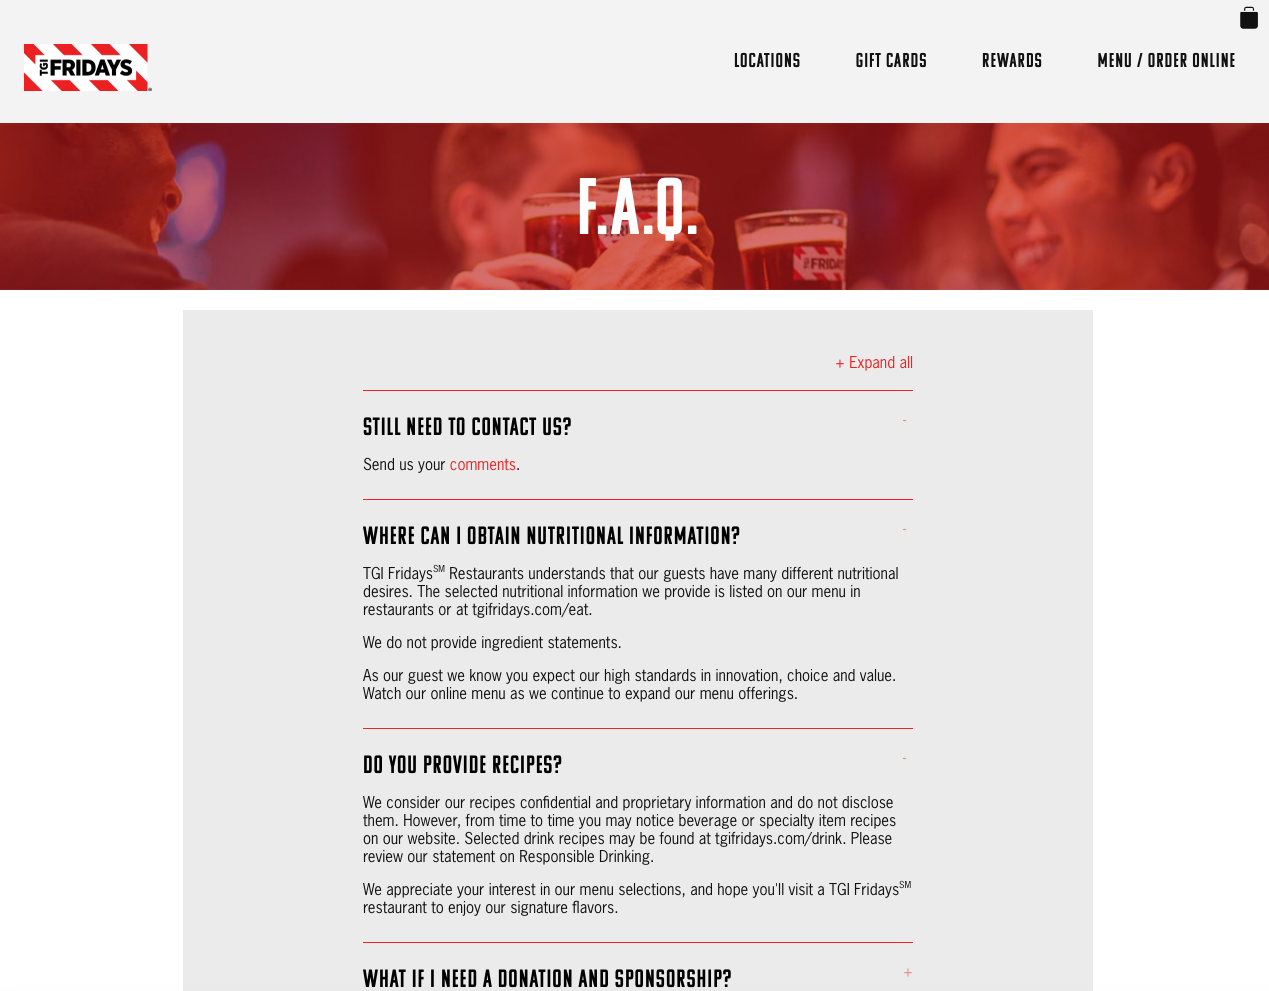 TGI FRIDAYS
LOCATIONS
GIFT CARDS
REWARDS
MENU / ORDER ONLINE
F.A.Q.
FRIDAYS
+ Expand all
STILL NEED TO CONTACT US?
-
Send us your comments.
WHERE CAN I OBTAIN NUTRITIONAL INFORMATION?
-
TGI Fridays℠ Restaurants understands that our guests have many different nutritional
desires. The selected nutritional information we provide is listed on our menu in
restaurants or at tgifridays.com/eat.
We do not provide ingredient statements.
As our guest we know you expect our high standards in innovation, choice and value.
Watch our online menu as we continue to expand our menu offerings.
DO YOU PROVIDE RECIPES?
-
We consider our recipes confidential and proprietary information and do not disclose
them. However, from time to time you may notice beverage or specialty item recipes
on our website. Selected drink recipes may be found at tgifridays.com/drink. Please
review our statement on Responsible Drinking.
We appreciate your interest in our menu selections, and hope you'll visit a TGI Fridays℠
restaurant to enjoy our signature flavors.
WHAT IF I NEED A DONATION AND SPONSORSHIP?
+